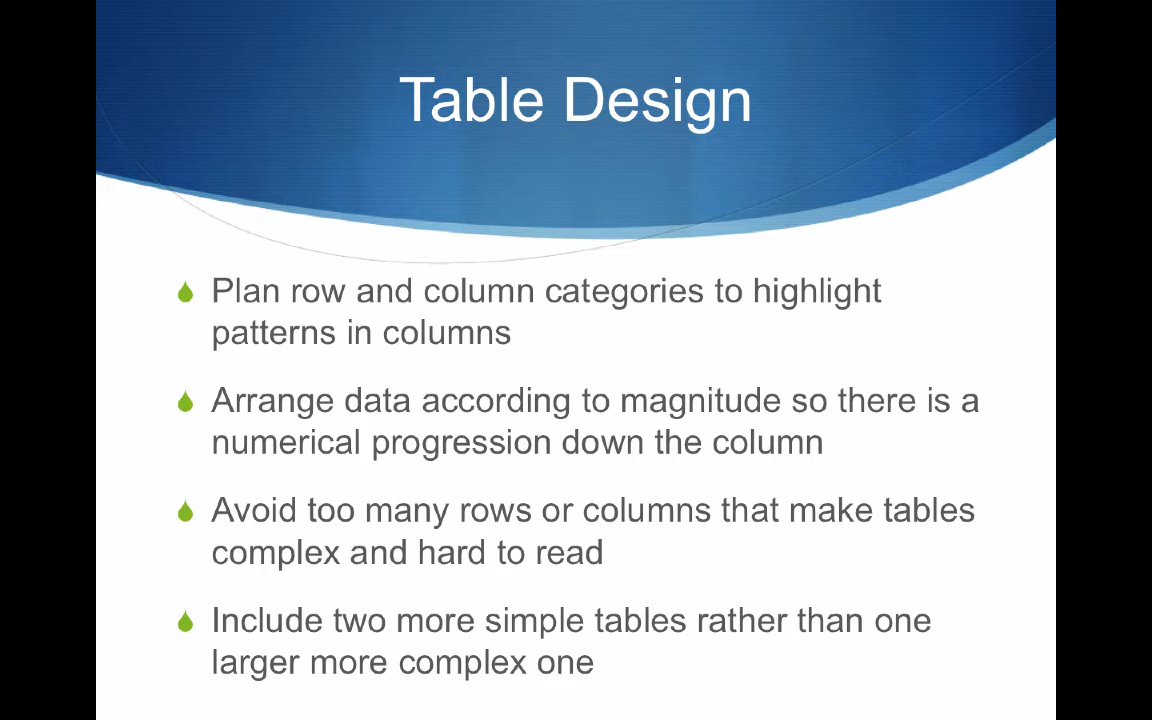 Table Design
Plan row and column categories to highlight
patterns in columns
Arrange data according to magnitude so there is a
numerical progression down the column
Avoid too many rows or columns that make tables
complex and hard to read
Include two more simple tables rather than one
larger more complex one